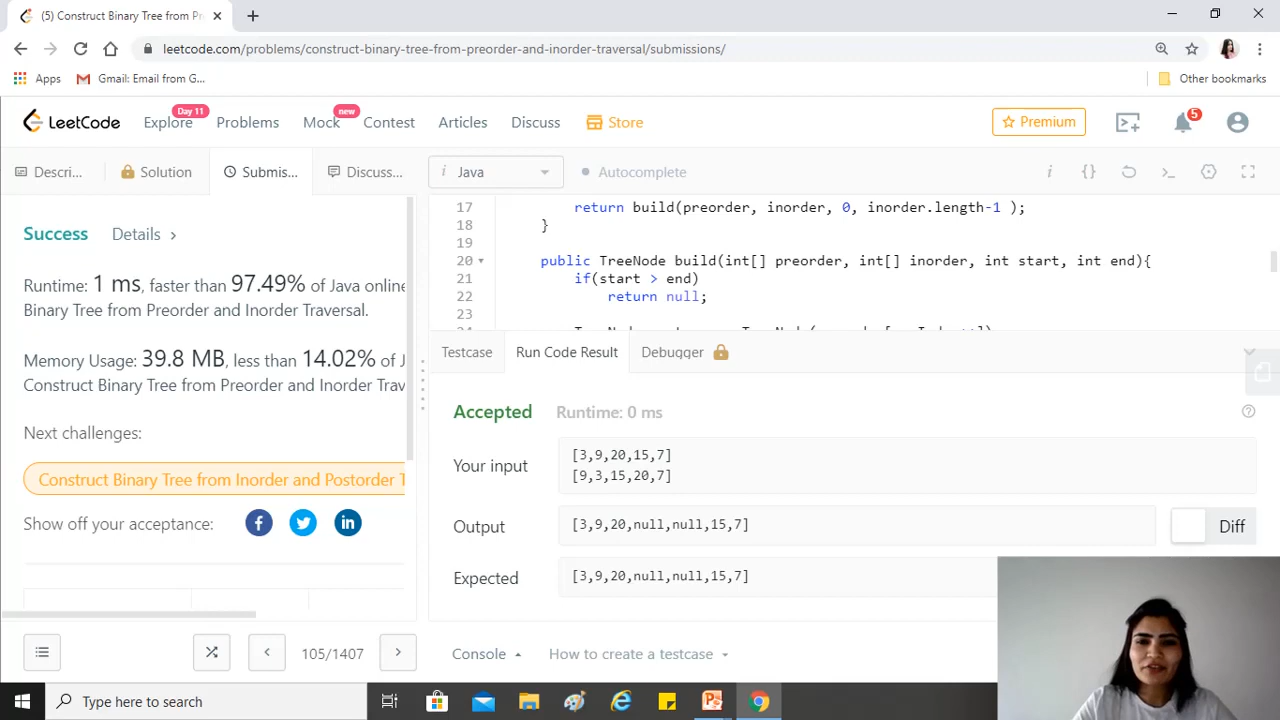 (5) Construct Binary Tree from Pr
leetcode.com/problems/construct-binary-tree-from-preorder-and-inorder-traversal/submissions/
Apps
Gmail: Email from G...
Other bookmarks
LeetCode
Explore
Day 11
Problems
Mock
new
Contest
Articles
Discuss
Store
Premium
5
Descri...
Solution
Submis...
Discuss...
i Java
Autocomplete
i {} >_
Success
Details >
Runtime: 1 ms, faster than 97.49% of Java online
Binary Tree from Preorder and Inorder Traversal.
Memory Usage: 39.8 MB, less than 14.02% of J
Construct Binary Tree from Preorder and Inorder Trav
Next challenges:
Construct Binary Tree from Inorder and Postorder T
Show off your acceptance:
17 return build(preorder, inorder, 0, inorder.length-1 );
18 }
19
20 public TreeNode build(int[] preorder, int[] inorder, int start, int end){
21 if(start > end)
22 return null;
23
Testcase
Run Code Result
Debugger
Accepted
Runtime: 0 ms
Your input
[3,9,20,15,7]
[9,3,15,20,7]
Output
[3,9,20,null,null,15,7]
Diff
Expected
[3,9,20,null,null,15,7]
105/1407
Console
How to create a testcase
Type here to search